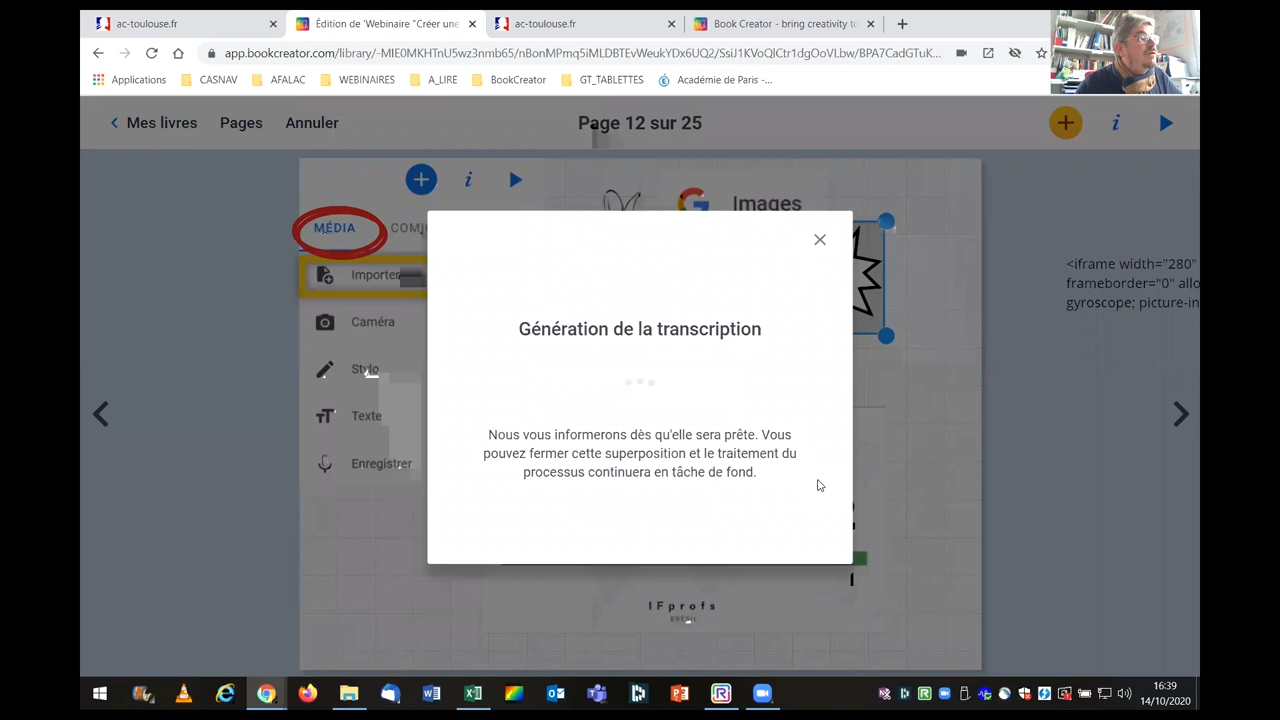 ac-toulouse.fr
Édition de 'Webinaire "Créer une
ac-toulouse.fr
Book Creator - bring creativity to
app.bookcreator.com/library/-MIE0MKHTnU5wz3nmb65/nBonMPmq5iMLDBTEvWeukYDx6UQ2/SsiJ1KVoQlCtr1dgOoVLbw/BPA7CadGTuK...
Applications
CASNAV
AFALAC
WEBINAIRES
A_LIRE
BookCreator
GT_TABLETTES
Académie de Paris -...
Mes livres
Pages
Annuler
Page 12 sur 25
Images
MÉDIA
COMI
Importer
Caméra
Stylo
Texte
Enregistrer
<iframe width="280"
frameborder="0" allo
gyroscope; picture-in
Génération de la transcription
Nous vous informerons dès qu'elle sera prête. Vous
pouvez fermer cette superposition et le traitement du
processus continuera en tâche de fond.
IFprofs
BRÉSIL
16:39
14/10/2020